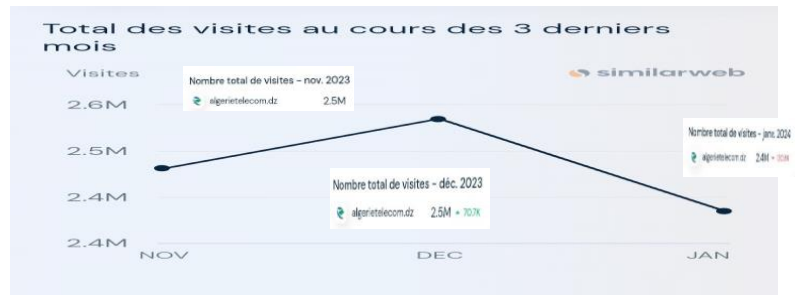 Total des visites au cours des 3 derniers
mois
Visites
similarweb
Nombre total de visites – nov. 2023
algerietelecom.dz 2.5M
2.6M
2.5M
Nombre total de visites – janv. 2024
algerietelecom.dz 2.4M
Nombre total de visites – déc. 2023
algerietelecom.dz 2.5M + 70.7K
2.4M
2.4M
NOV DEC JAN